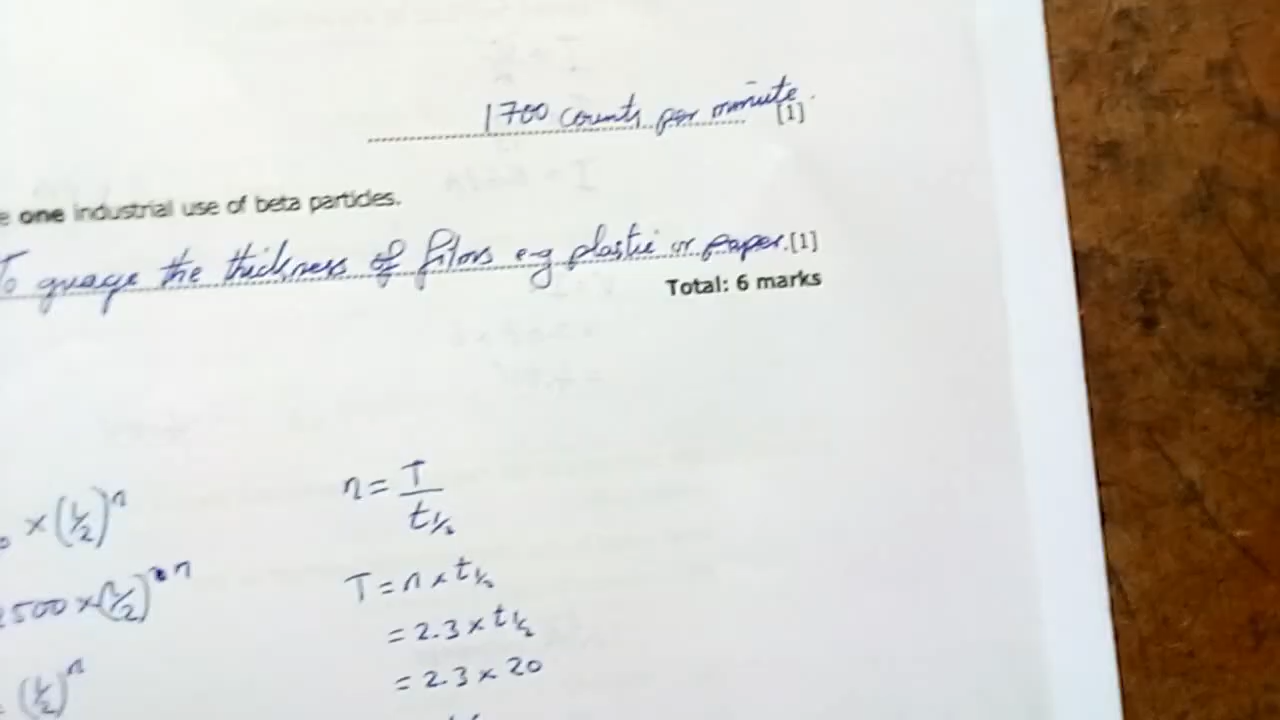 1700 counts per minute.
[1]
e one industrial use of beta particles.
To guage the thickness of films e.g plastic or paper. [1]
Total: 6 marks
× (1/2)^n
n = T / t1/2
2500 × (1/2)^n
T = n × t1/2
= 2.3 × t1/2
= (1/2)^n
= 2.3 × 20